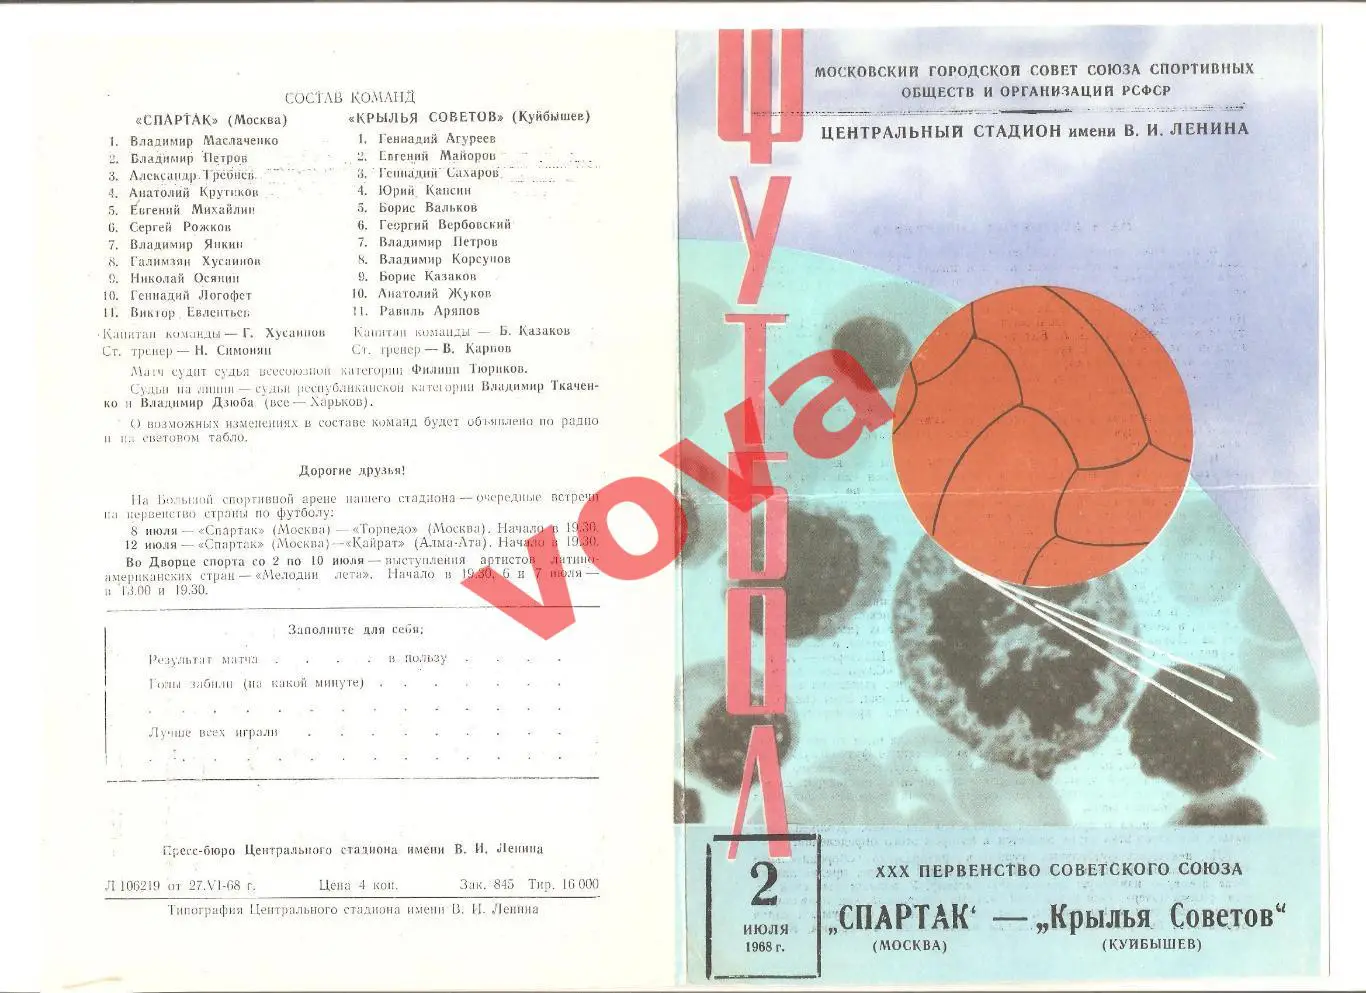 СОСТАВ КОМАНД
«СПАРТАК» (Москва)
1. Владимир Маслаченко
2. Владимир Петров
3. Александр Гребнев
4. Анатолий Крутиков
5. Евгений Михайлин
6. Сергей Рожков
7. Владимир Янкин
8. Галимзян Хусаинов
9. Николай Осянин
10. Геннадий Логофет
11. Виктор Евлентьев
Капитан команды — Г. Хусаинов
Ст. тренер — Н. Симонян
«КРЫЛЬЯ СОВЕТОВ» (Куйбышев)
1. Геннадий Агуреев
2. Евгений Майоров
3. Геннадий Сахаров
4. Юрий Капсин
5. Борис Вальков
6. Георгий Вербовский
7. Владимир Петров
8. Владимир Корсунов
9. Борис Казаков
10. Анатолий Жуков
11. Равиль Аряпов
Капитан команды — Б. Казаков
Ст. тренер — В. Карпов
Матч судит судья всесоюзной категории Филипп Тюриков.
Судьи на линии — судьи республиканской категории Владимир Ткачен-
ко и Владимир Дзюба (все — Харьков).
О возможных изменениях в составе команд будет объявлено по радио
и на световом табло.
Дорогие друзья!
На Большой спортивной арене нашего стадиона — очередные встречи
на первенство страны по футболу:
8 июля — «Спартак» (Москва) — «Торпедо» (Москва). Начало в 19.30.
12 июля — «Спартак» (Москва) — «Кайрат» (Алма-Ата). Начало в 19.30.
Во Дворце спорта со 2 по 10 июля — выступления артистов латино-
американских стран — «Мелодии лета». Начало в 19.30, 6 и 7 июля —
в 13.00 и 19.30.
Заполните для себя:
Результат матча . . . . в пользу . . . .
Голы забили (на какой минуте) . . . . . . . .
Лучше всех играли . . . . . . . .
Пресс-бюро Центрального стадиона имени В. И. Ленина
Л 106219 от 27.VI-68 г. Цена 4 коп. Зак. 845 Тир. 16 000
Типография Центрального стадиона имени В. И. Ленина
ФУТБОЛ
МОСКОВСКИЙ ГОРОДСКОЙ СОВЕТ СОЮЗА СПОРТИВНЫХ
ОБЩЕСТВ И ОРГАНИЗАЦИЙ РСФСР
ЦЕНТРАЛЬНЫЙ СТАДИОН имени В. И. ЛЕНИНА
2
ИЮЛЯ
1968 г.
XXX ПЕРВЕНСТВО СОВЕТСКОГО СОЮЗА
„СПАРТАК‘ — „Крылья Советов“
(МОСКВА) (КУЙБЫШЕВ)
vova